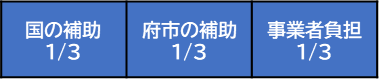 国の補助
1/3
府市の補助
1/3
事業者負担
1/3